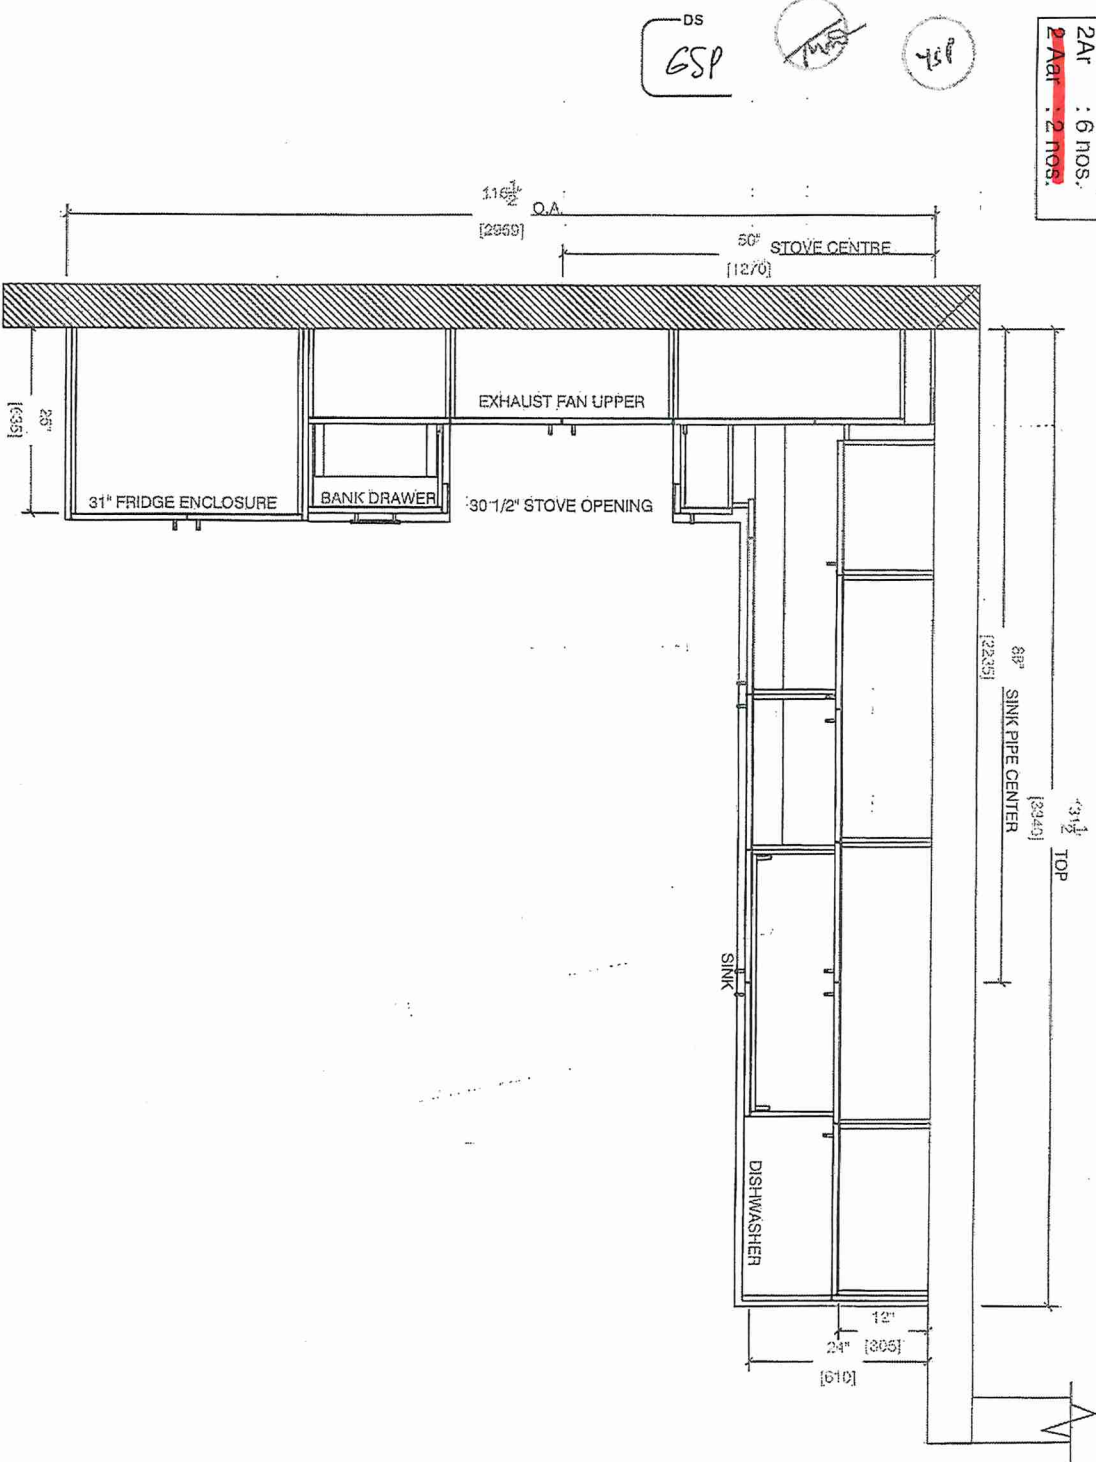 DS
GSP
2Ar : 6 nos.
2 Aar : 2 nos.
116½"
[2959]
O.A.
50" STOVE CENTRE
[1270]
25"
[635]
EXHAUST FAN UPPER
31" FRIDGE ENCLOSURE
BANK DRAWER
30-1/2" STOVE OPENING
88" SINK PIPE CENTER
[2235]
TOP
[3340]
SINK
DISHWASHER
12"
[305]
24"
[610]